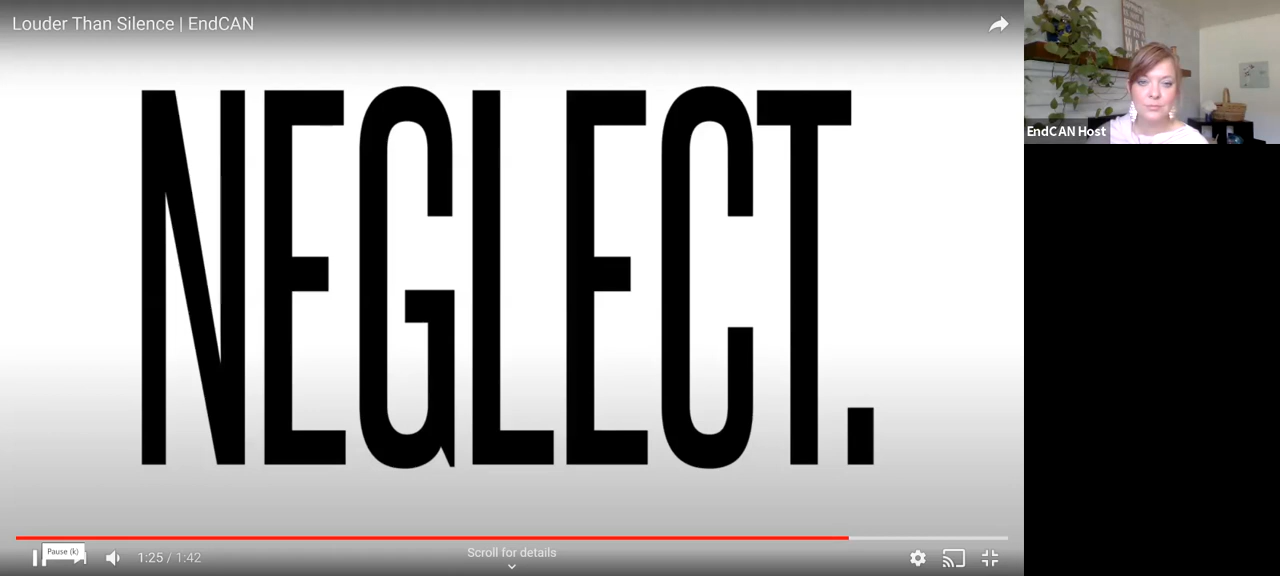 Louder Than Silence | EndCAN
NEGLECT.
EndCAN Host
Pause (k)
1:25 / 1:42
Scroll for details